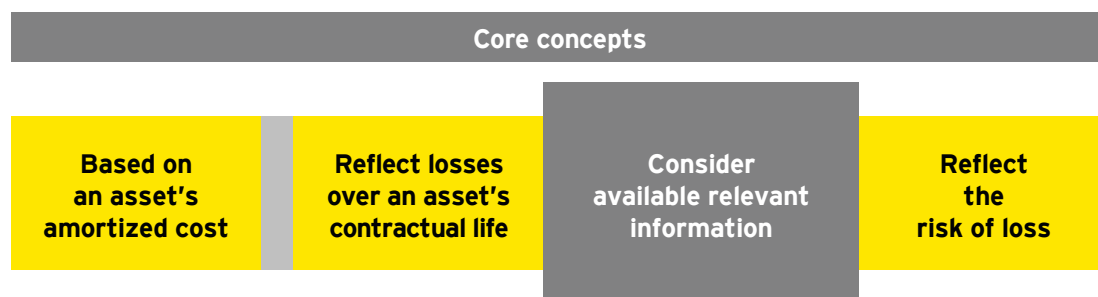 Core concepts
Based on
an asset's
amortized cost
Reflect losses
over an asset's
contractual life
Consider
available relevant
information
Reflect
the
risk of loss